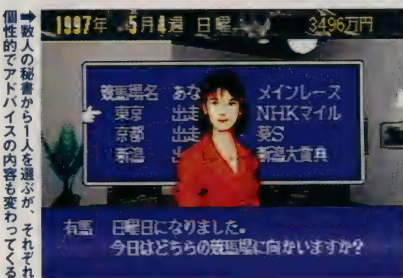 ➡数人の秘書から1人を選ぶが、それぞれ
個性的でアドバイスの内容も変わってくる
1997年 5月4週 日曜 3496万円
競馬場名 あな メインレース
東京 出走 NHKマイル
京都 出走 葵S
新潟 出 新潟大賞典
有馬 日曜日になりました。
今日はどちらの競馬場に向かいますか?